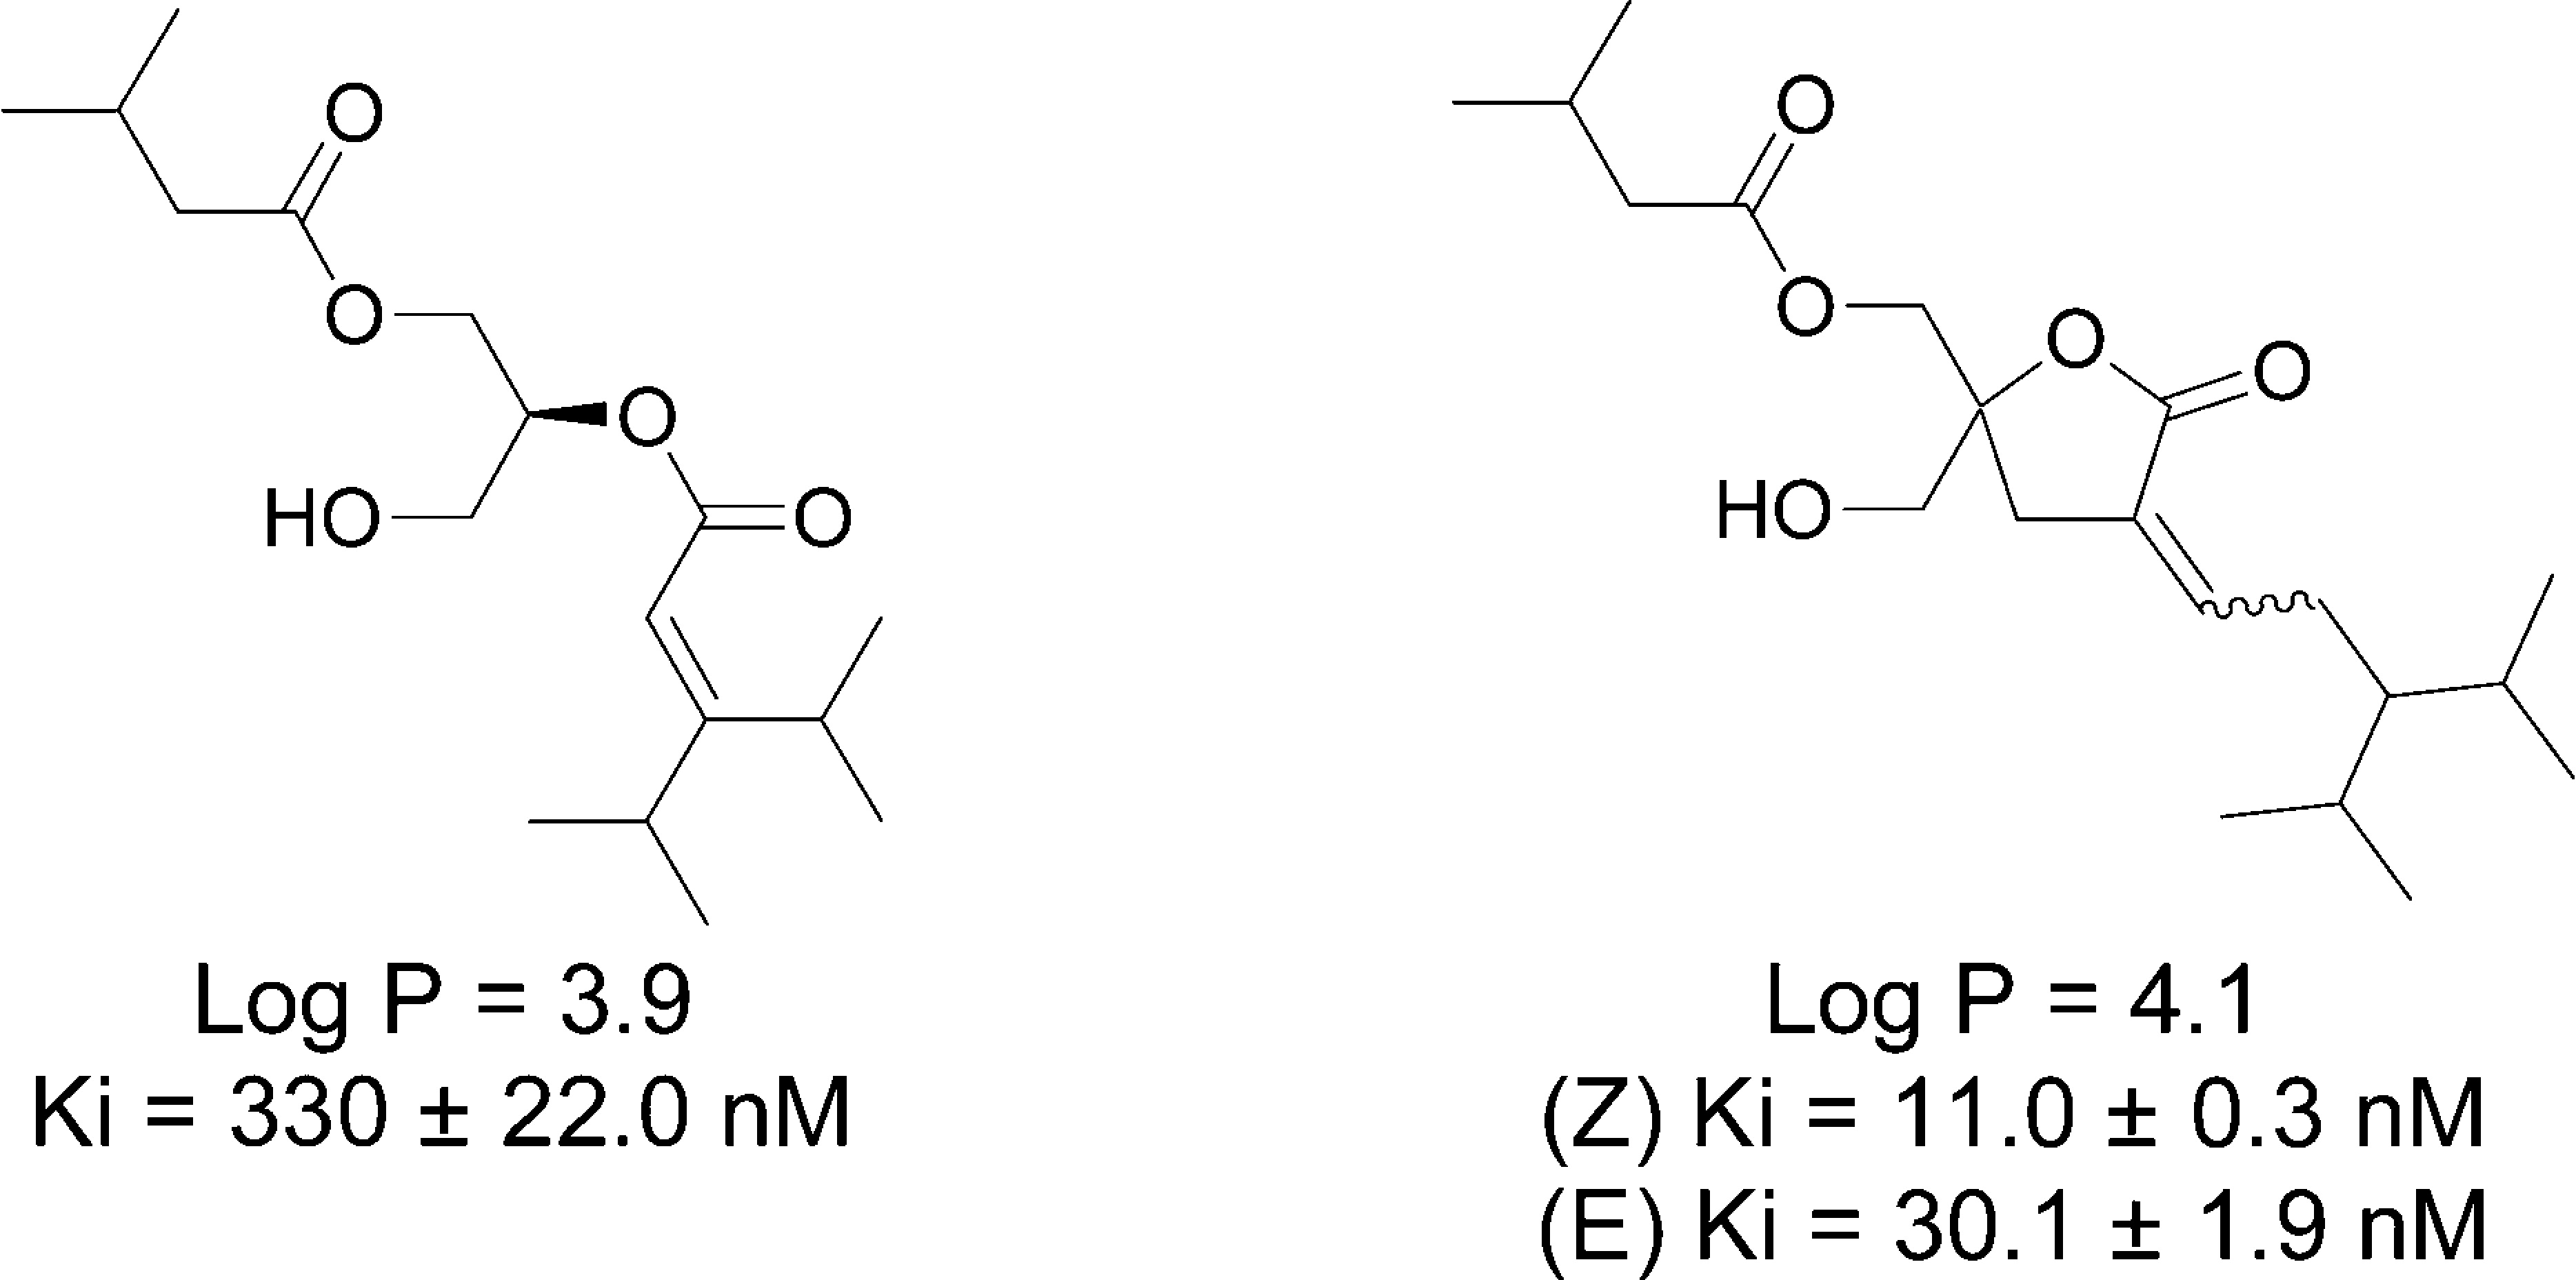 O
O
O
HO
O
Log P = 3.9
Ki = 330 ± 22.0 nM
O
O
O
O
HO
Log P = 4.1
(Z) Ki = 11.0 ± 0.3 nM
(E) Ki = 30.1 ± 1.9 nM